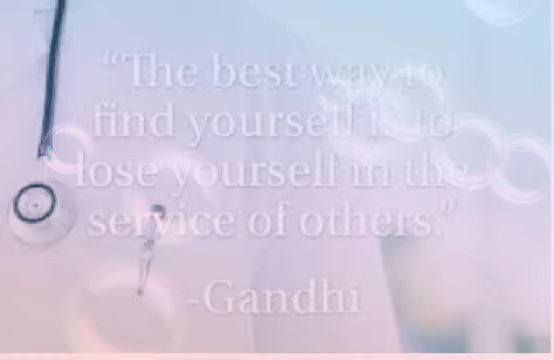 “The best way to
find yourself is to
lose yourself in the
service of others.”
-Gandhi